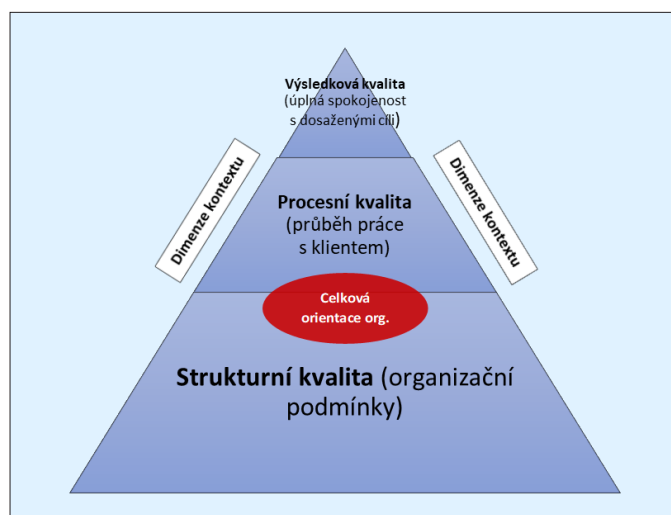 Výsledková kvalita
(úplná spokojenost
s dosaženými cíli)
Dimenze kontextu
Dimenze kontextu
Procesní kvalita
(průběh práce
s klientem)
Celková
orientace org.
Strukturní kvalita (organizační
podmínky)